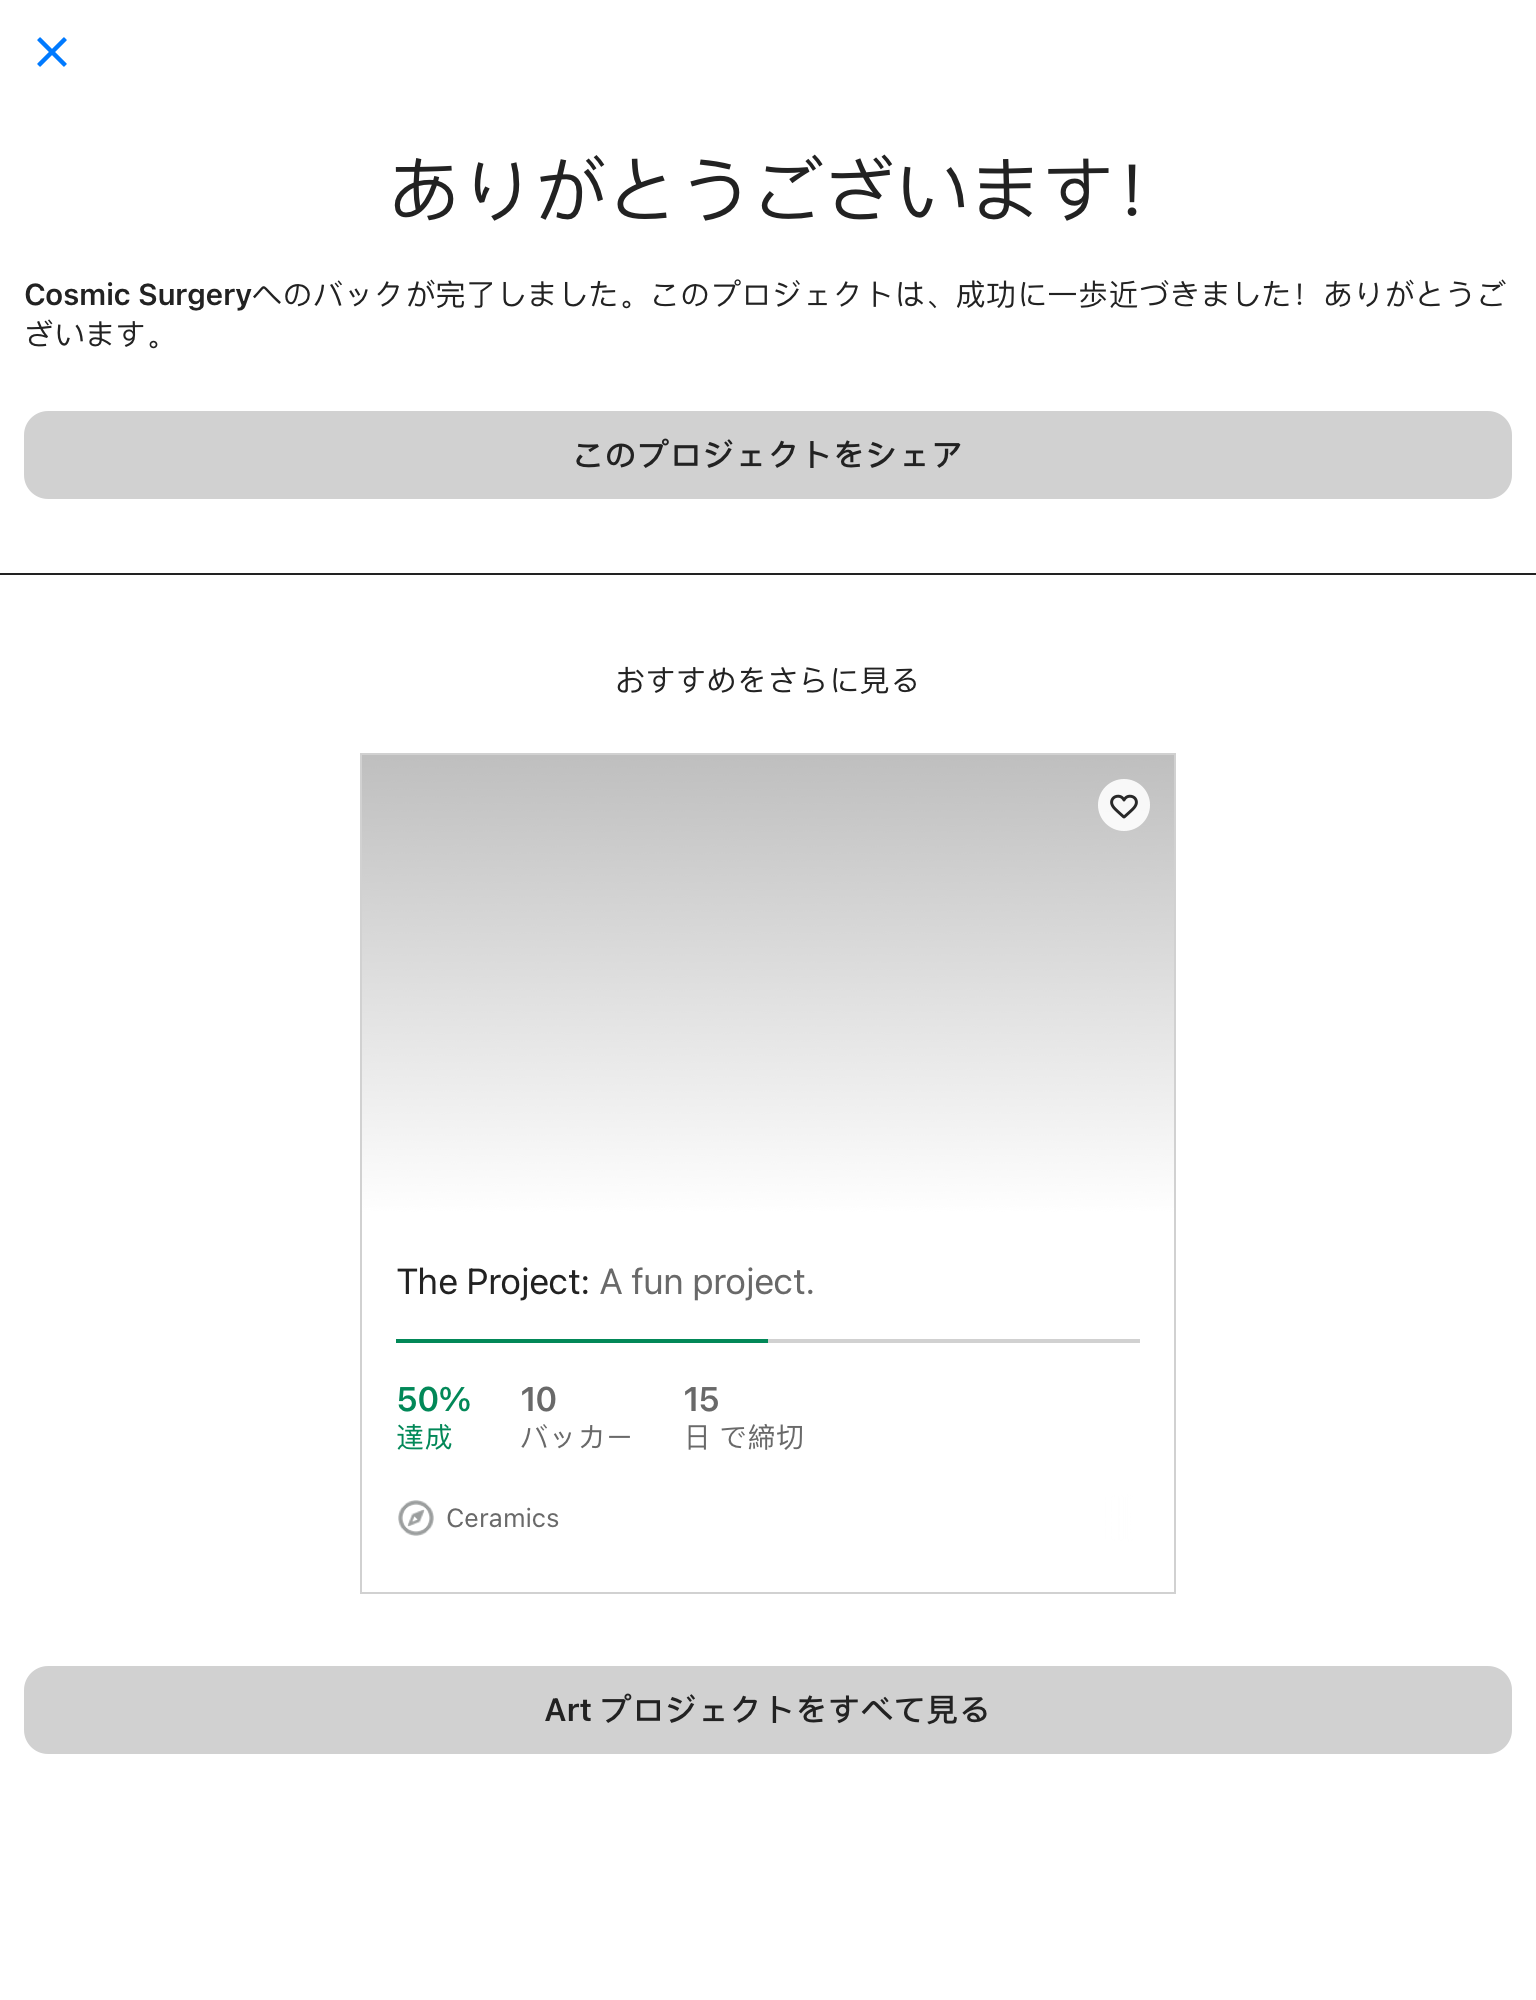 ありがとうございます！
Cosmic Surgeryへのバックが完了しました。このプロジェクトは、成功に一歩近づきました！ありがとうご
ざいます。
このプロジェクトをシェア
おすすめをさらに見る
The Project: A fun project.
50% 10 15
達成 バッカー 日 で締切
Ceramics
Art プロジェクトをすべて見る